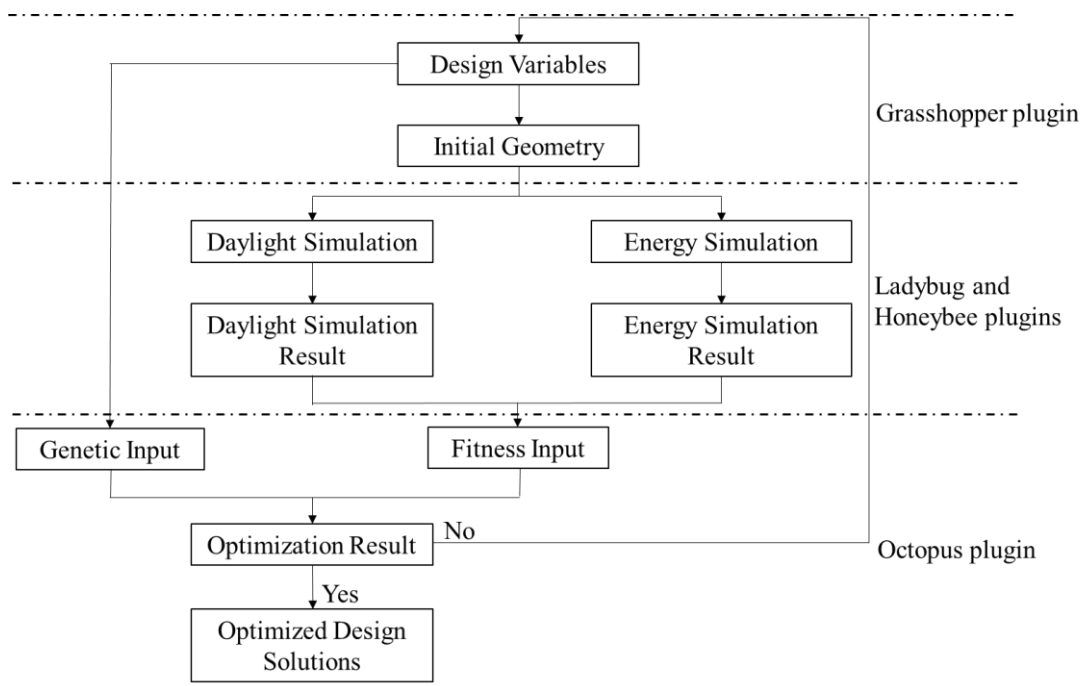 Design Variables
Grasshopper plugin
Initial Geometry
Daylight Simulation
Energy Simulation
Ladybug and
Honeybee plugins
Daylight Simulation
Result
Energy Simulation
Result
Genetic Input
Fitness Input
Optimization Result
No
Octopus plugin
Yes
Optimized Design
Solutions